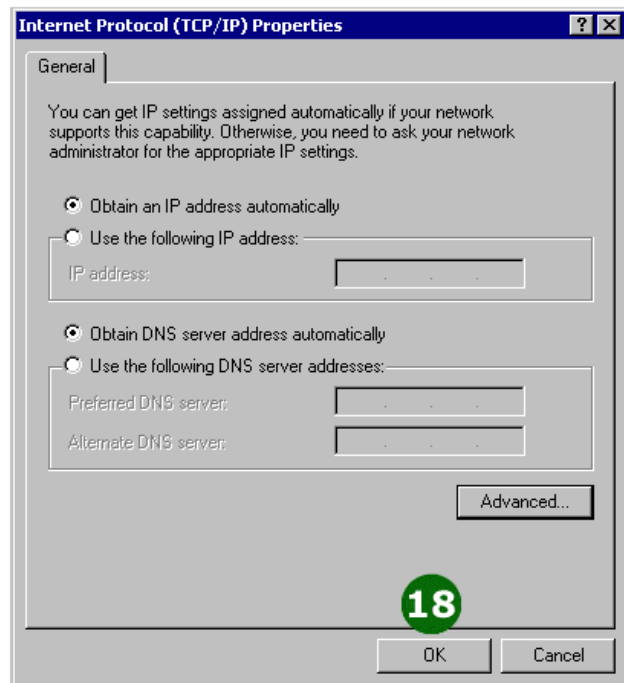 Internet Protocol (TCP/IP) Properties
General
You can get IP settings assigned automatically if your network
supports this capability. Otherwise, you need to ask your network
administrator for the appropriate IP settings.
Obtain an IP address automatically
Use the following IP address:
IP address:
Obtain DNS server address automatically
Use the following DNS server addresses:
Preferred DNS server:
Alternate DNS server:
Advanced...
18
OK
Cancel